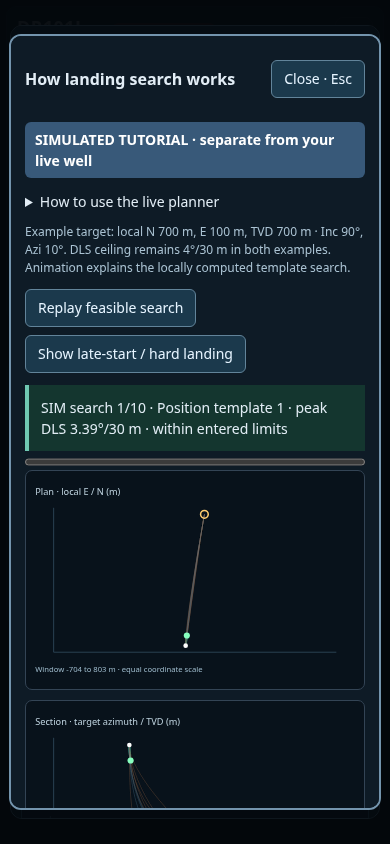 How landing search works
Close · Esc
SIMULATED TUTORIAL · separate from your
live well
▶ How to use the live planner
Example target: local N 700 m, E 100 m, TVD 700 m · Inc 90°,
Azi 10°. DLS ceiling remains 4°/30 m in both examples.
Animation explains the locally computed template search.
Replay feasible search
Show late-start / hard landing
SIM search 1/10 · Position template 1 · peak
DLS 3.39°/30 m · within entered limits
Plan · local E / N (m)
Window -704 to 803 m · equal coordinate scale
Section · target azimuth / TVD (m)